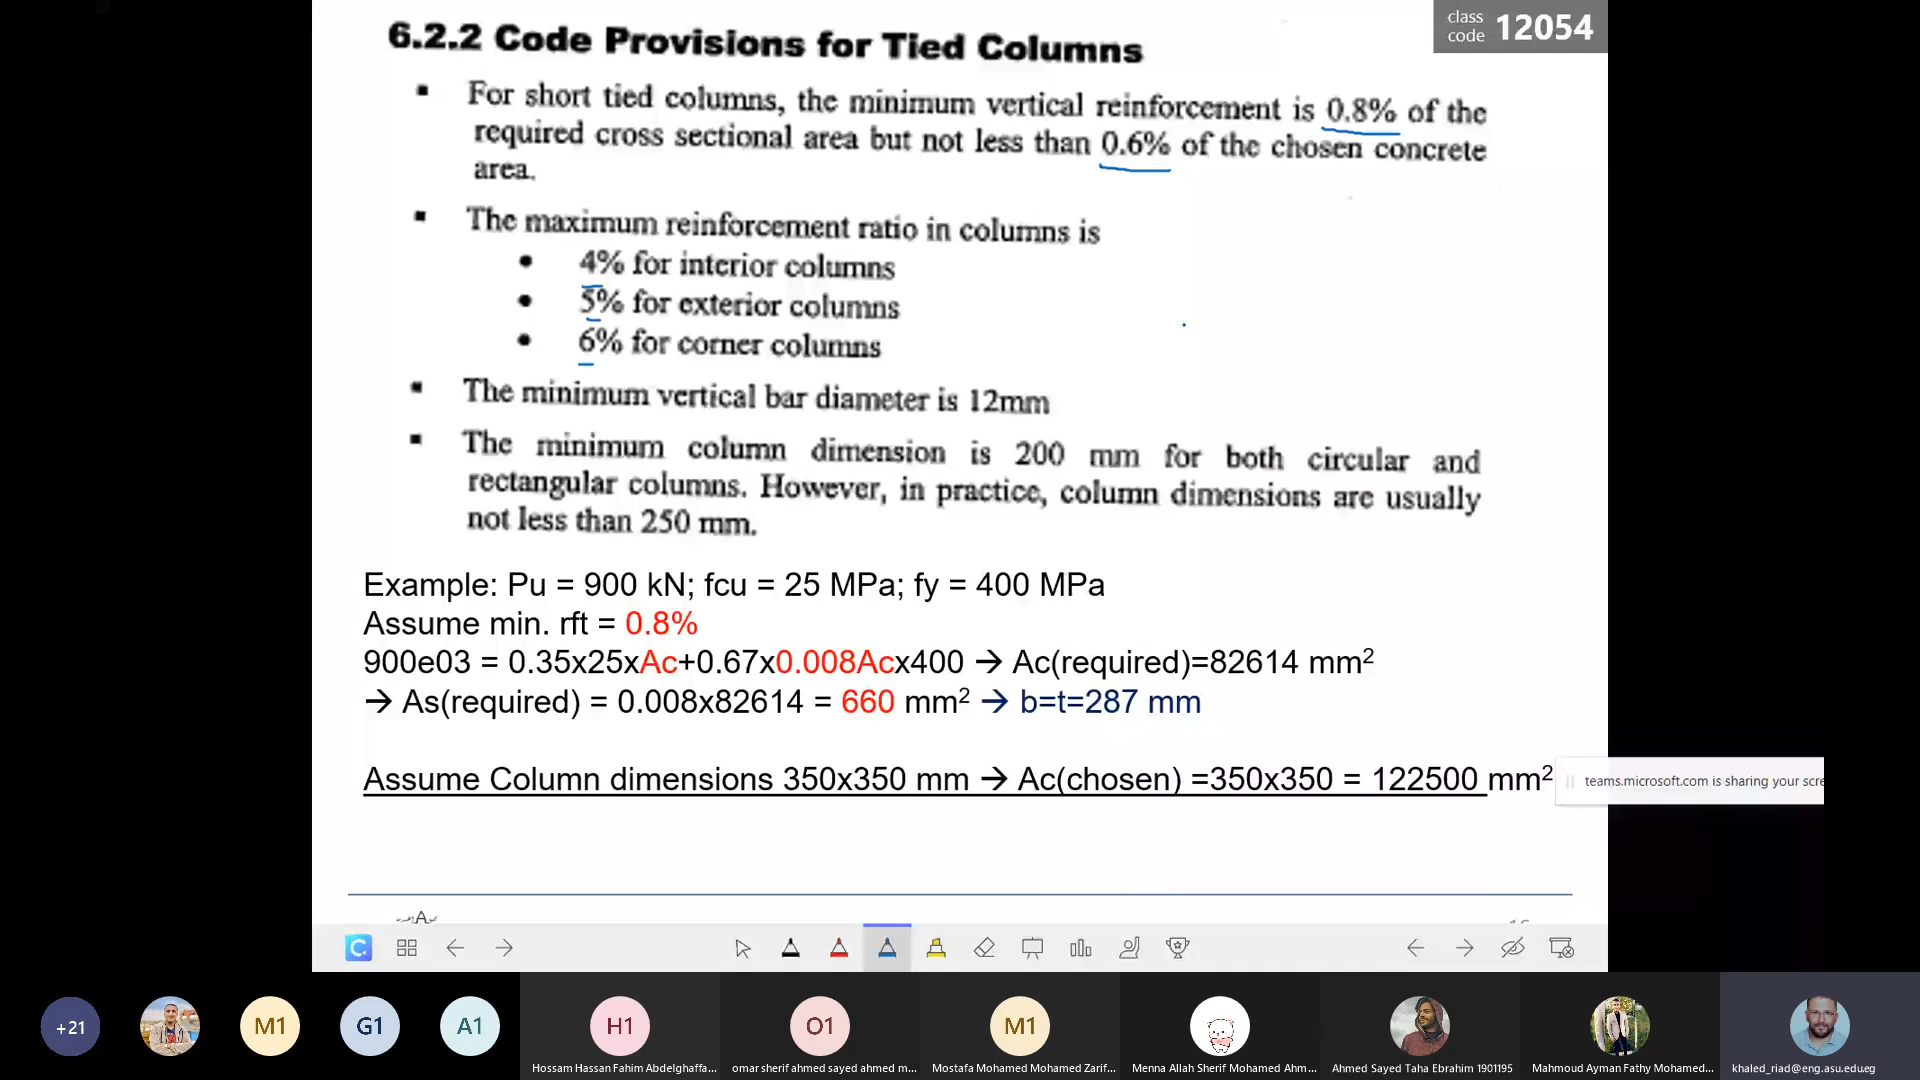 6.2.2 Code Provisions for Tied Columns
class code 12054
▪ For short tied columns, the minimum vertical reinforcement is 0.8% of the
required cross sectional area but not less than 0.6% of the chosen concrete
area.
▪ The maximum reinforcement ratio in columns is
• 4% for interior columns
• 5% for exterior columns
• 6% for corner columns
▪ The minimum vertical bar diameter is 12mm
▪ The minimum column dimension is 200 mm for both circular and
rectangular columns. However, in practice, column dimensions are usually
not less than 250 mm.
Example: Pu = 900 kN; fcu = 25 MPa; fy = 400 MPa
Assume min. rft = 0.8%
900e03 = 0.35x25xAc+0.67x0.008Acx400 → Ac(required)=82614 mm²
→ As(required) = 0.008x82614 = 660 mm² → b=t=287 mm
Assume Column dimensions 350x350 mm → Ac(chosen) =350x350 = 122500 mm²
teams.microsoft.com is sharing your scre
+21
M1
G1
A1
H1
O1
M1
Hossam Hassan Fahim Abdelghaffa...
omar sherif ahmed sayed ahmed m...
Mostafa Mohamed Mohamed Zarif...
Menna Allah Sherif Mohamed Ahm...
Ahmed Sayed Taha Ebrahim 1901195
Mahmoud Ayman Fathy Mohamed...
khaled_riad@eng.asu.edu.eg